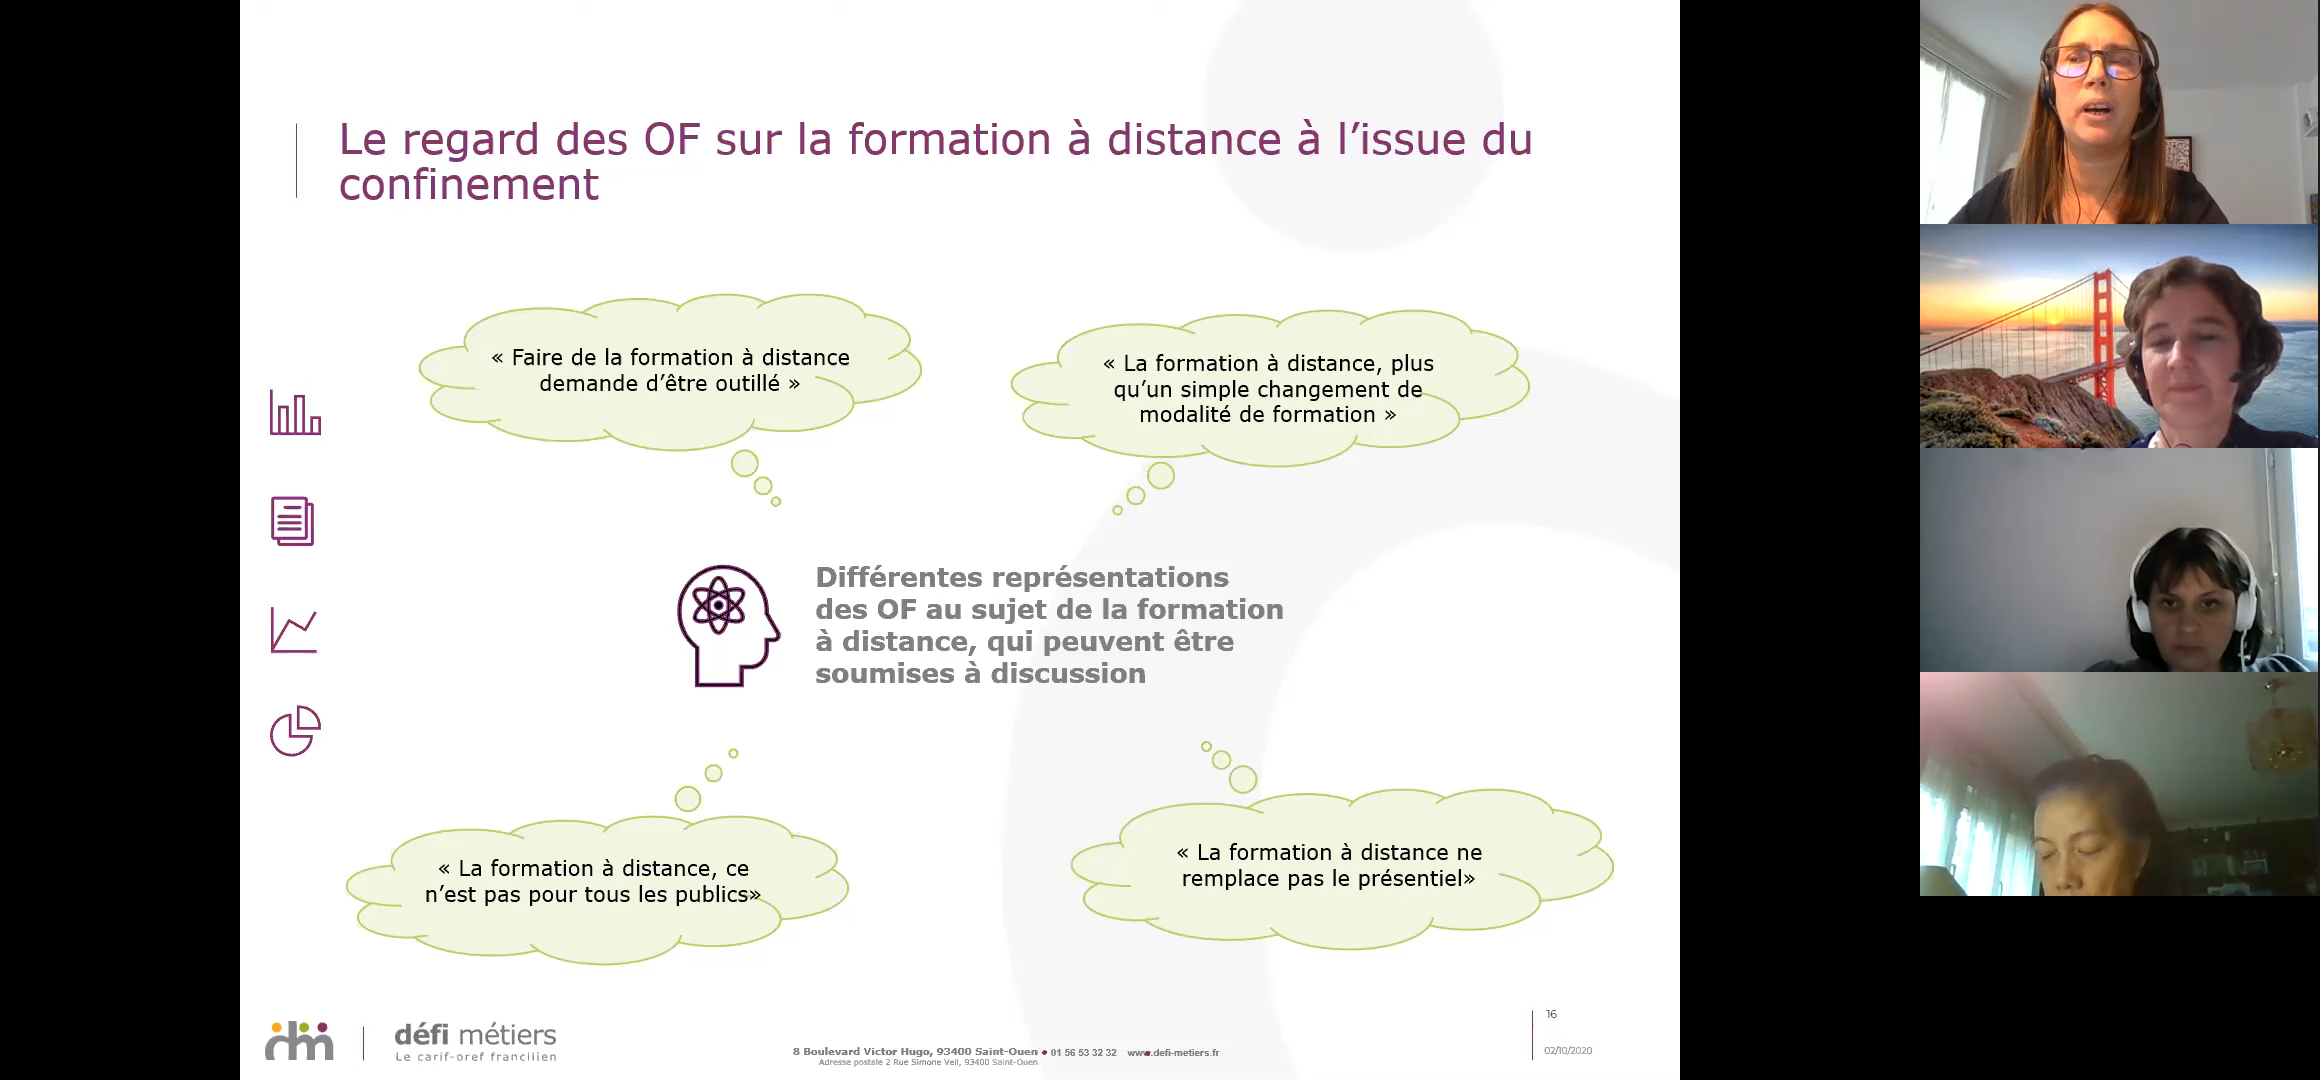 Le regard des OF sur la formation à distance à l’issue du
confinement
« Faire de la formation à distance
demande d’être outillé »
« La formation à distance, plus
qu’un simple changement de
modalité de formation »
Différentes représentations
des OF au sujet de la formation
à distance, qui peuvent être
soumises à discussion
« La formation à distance, ce
n’est pas pour tous les publics»
« La formation à distance ne
remplace pas le présentiel»
dm
défi métiers
Le carif-oref francilien
8 Boulevard Victor Hugo, 93400 Saint-Ouen • 01 56 53 32 32 www.defi-metiers.fr
Adresse postale 2 Rue Simone Veil, 93400 Saint-Ouen
16
02/10/2020